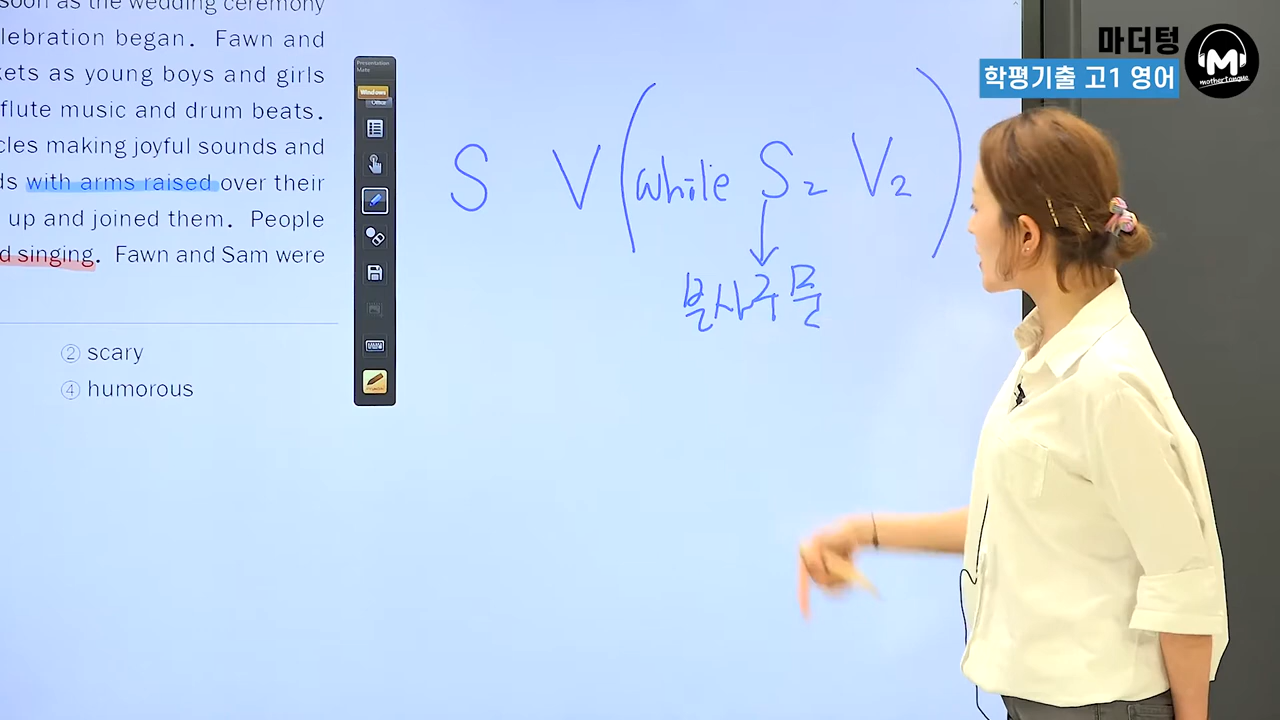 soon as the wedding ceremony
lebration began. Fawn and
kets as young boys and girls
flute music and drum beats.
cles making joyful sounds and
ds with arms raised over their
up and joined them. People
d singing. Fawn and Sam were
② scary
④ humorous
Presentation
Mate
Windows
Office
S V (while S₂ V₂)
분사구문
마더텅
학평기출 고1 영어
M
mothertongue